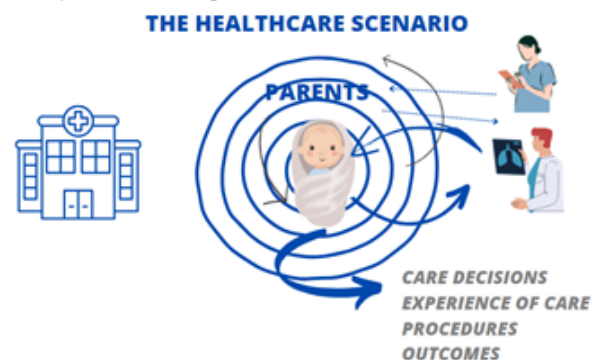 THE HEALTHCARE SCENARIO
PARENTS
CARE DECISIONS
EXPERIENCE OF CARE
PROCEDURES
OUTCOMES